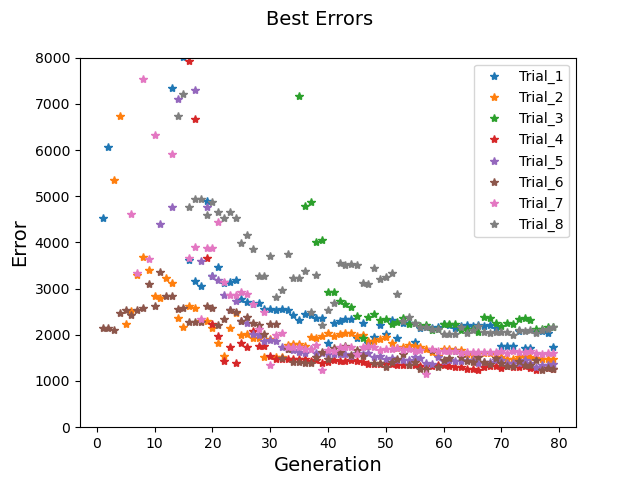 Best Errors
8000
7000
6000
5000
4000
3000
2000
1000
0
Error
0 10 20 30 40 50 60 70 80
Generation
Trial_1
Trial_2
Trial_3
Trial_4
Trial_5
Trial_6
Trial_7
Trial_8